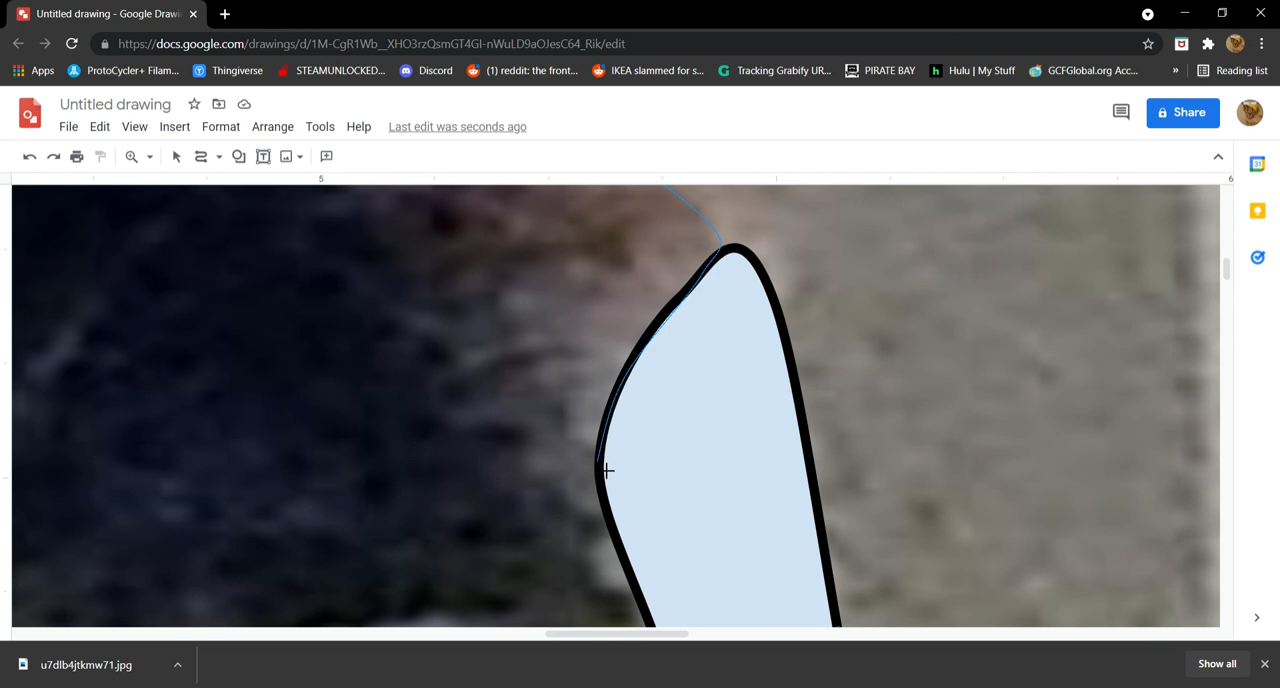 Untitled drawing - Google Drawi
https://docs.google.com/drawings/d/1M-CgR1Wb__XHO3rzQsmGT4GI-nWuLD9aOJesC64_Rik/edit
Apps ProtoCycler+ Filam... Thingiverse STEAMUNLOCKED... Discord (1) reddit: the front... IKEA slammed for s... Tracking Grabify UR... PIRATE BAY h Hulu | My Stuff GCFGlobal.org Acc... » Reading list
Untitled drawing
Share
File Edit View Insert Format Arrange Tools Help Last edit was seconds ago
31
5 6
u7dlb4jtkmw71.jpg
Show all